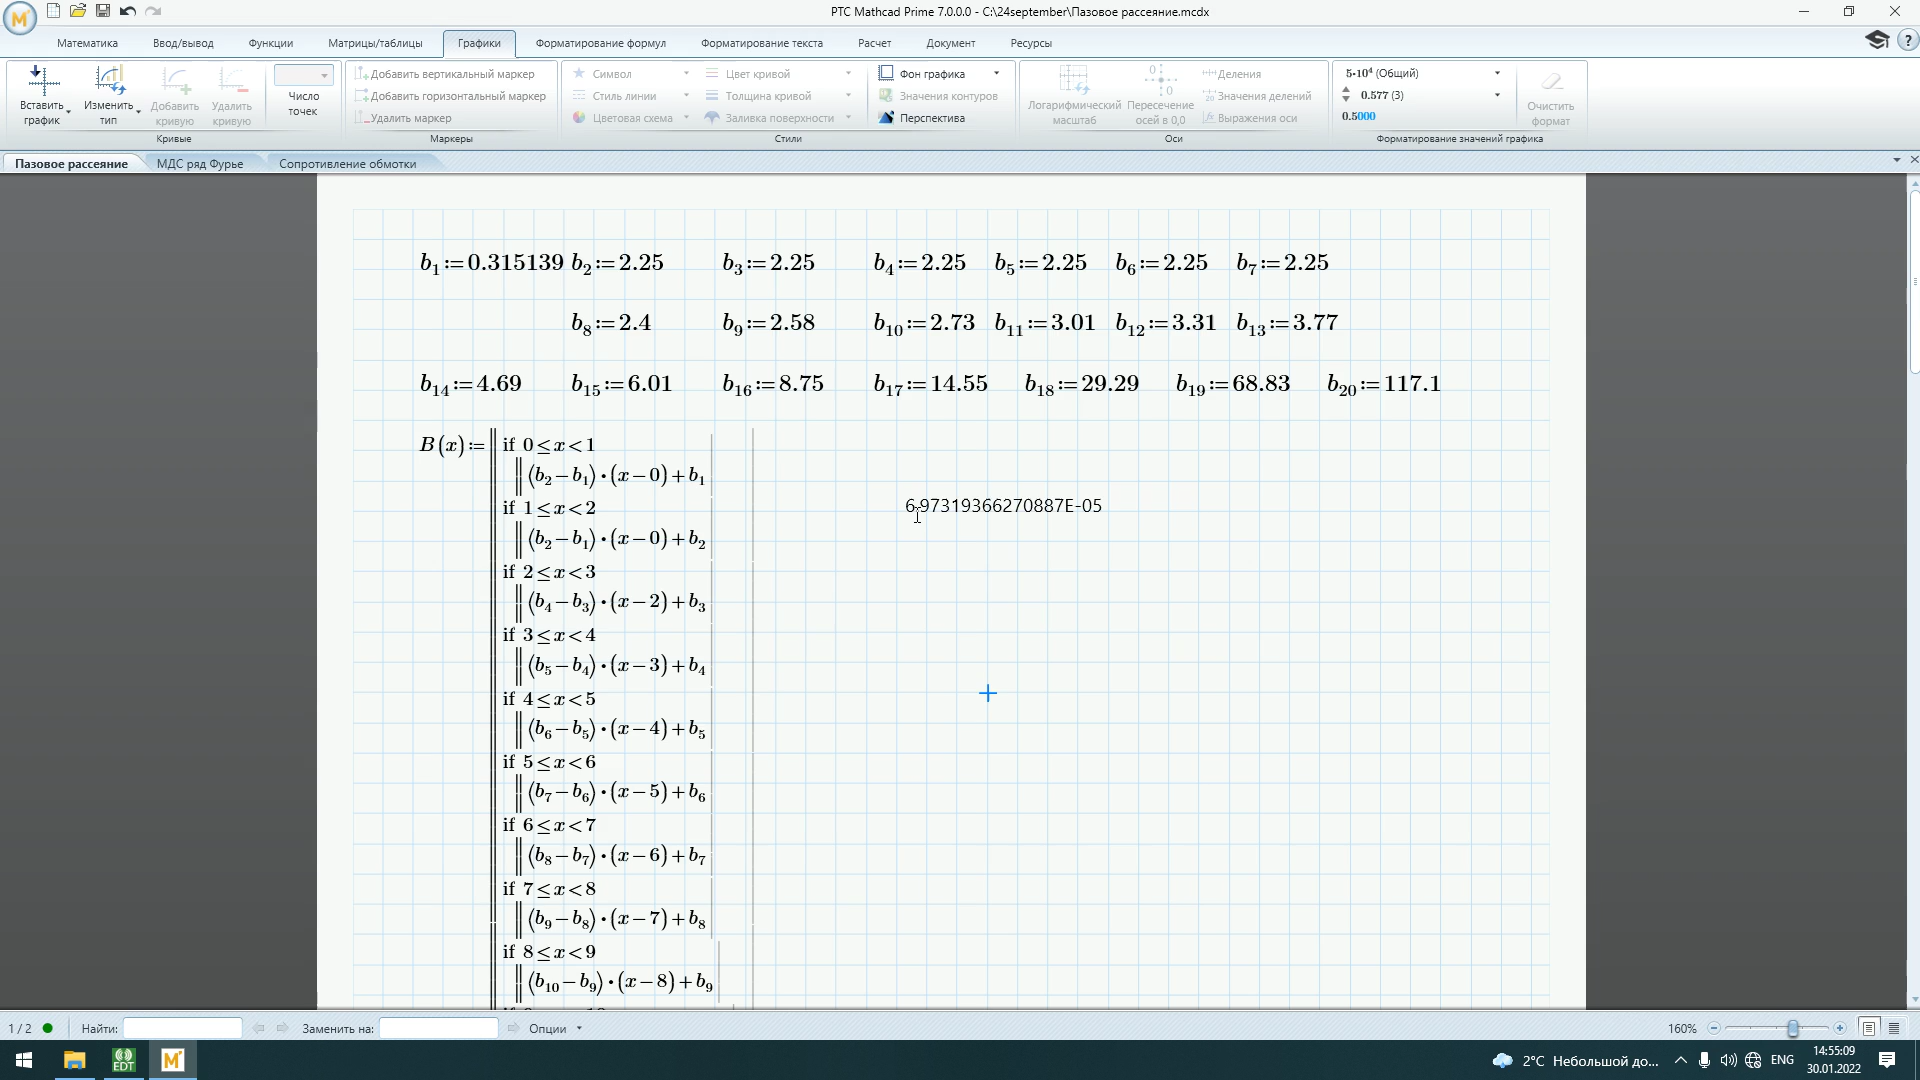 PTC Mathcad Prime 7.0.0.0 - C:\24september\Пазовое рассеяние.mcdx
Математика Ввод/вывод Функции Матрицы/таблицы Графики Форматирование формул Форматирование текста Расчет Документ Ресурсы
Вставить график
Изменить тип
Добавить кривую
Удалить кривую
Число точек
Кривые
Добавить вертикальный маркер
Добавить горизонтальный маркер
Удалить маркер
Маркеры
Символ
Стиль линии
Цветовая схема
Цвет кривой
Толщина кривой
Заливка поверхности
Фон графика
Значения контуров
Перспектива
Стили
Логарифмический масштаб
Пересечение осей в 0,0
Деления
Значения делений
Выражения оси
Оси
5•10⁴ (Общий)
0.577 (3)
0.5000
Очистить формат
Форматирование значений графика
Пазовое рассеяние МДС ряд Фурье Сопротивление обмотки
b₁:=0.315139 b₂:=2.25 b₃:=2.25 b₄:=2.25 b₅:=2.25 b₆:=2.25 b₇:=2.25
b₈:=2.4 b₉:=2.58 b₁₀:=2.73 b₁₁:=3.01 b₁₂:=3.31 b₁₃:=3.77
b₁₄:=4.69 b₁₅:=6.01 b₁₆:=8.75 b₁₇:=14.55 b₁₈:=29.29 b₁₉:=68.83 b₂₀:=117.1
B(x):= if 0≤x<1
(b₂−b₁)•(x−0)+b₁
if 1≤x<2
(b₂−b₁)•(x−0)+b₂
if 2≤x<3
(b₄−b₃)•(x−2)+b₃
if 3≤x<4
(b₅−b₄)•(x−3)+b₄
if 4≤x<5
(b₆−b₅)•(x−4)+b₅
if 5≤x<6
(b₇−b₆)•(x−5)+b₆
if 6≤x<7
(b₈−b₇)•(x−6)+b₇
if 7≤x<8
(b₉−b₈)•(x−7)+b₈
if 8≤x<9
(b₁₀−b₉)•(x−8)+b₉
6.97319366270887E-05
1/2 Найти: Заменить на: Опции 160%
EDT
2°C Небольшой до... ENG
14:55:09
30.01.2022